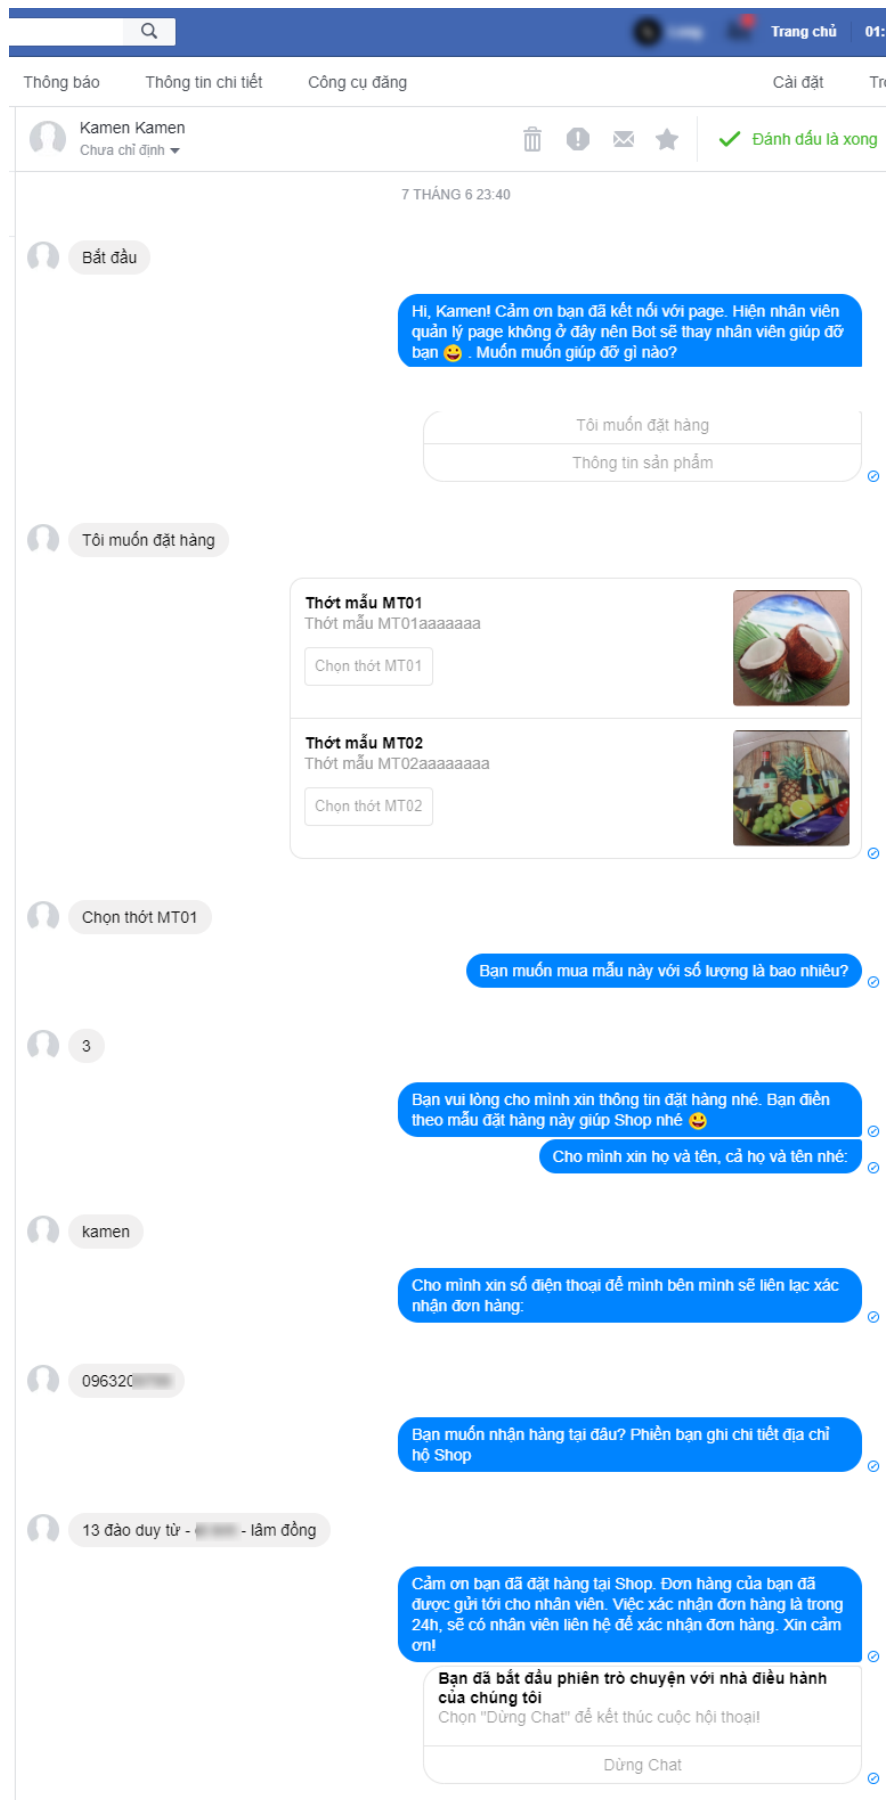 Trang chủ 01:
Thông báo Thông tin chi tiết Công cụ đăng Cài đặt Trợ
Kamen Kamen
Chưa chỉ định
Đánh dấu là xong
7 THÁNG 6 23:40
Bắt đầu
Hi, Kamen! Cảm ơn bạn đã kết nối với page. Hiện nhân viên
quản lý page không ở đây nên Bot sẽ thay nhân viên giúp đỡ
bạn 😀 . Muốn muốn giúp đỡ gì nào?
Tôi muốn đặt hàng
Thông tin sản phẩm
Tôi muốn đặt hàng
Thớt mẫu MT01
Thớt mẫu MT01aaaaaaa
Chọn thớt MT01
Thớt mẫu MT02
Thớt mẫu MT02aaaaaaaa
Chọn thớt MT02
Chọn thớt MT01
Bạn muốn mua mẫu này với số lượng là bao nhiêu?
3
Bạn vui lòng cho mình xin thông tin đặt hàng nhé. Bạn điền
theo mẫu đặt hàng này giúp Shop nhé 😀
Cho mình xin họ và tên, cả họ và tên nhé:
kamen
Cho mình xin số điện thoại để mình bên mình sẽ liên lạc xác
nhận đơn hàng:
096320
Bạn muốn nhận hàng tại đâu? Phiền bạn ghi chi tiết địa chỉ
hộ Shop
13 đào duy từ - - lâm đồng
Cảm ơn bạn đã đặt hàng tại Shop. Đơn hàng của bạn đã
được gửi tới cho nhân viên. Việc xác nhận đơn hàng là trong
24h, sẽ có nhân viên liên hệ để xác nhận đơn hàng. Xin cảm
ơn!
Bạn đã bắt đầu phiên trò chuyện với nhà điều hành
của chúng tôi
Chọn "Dừng Chat" để kết thúc cuộc hội thoại!
Dừng Chat